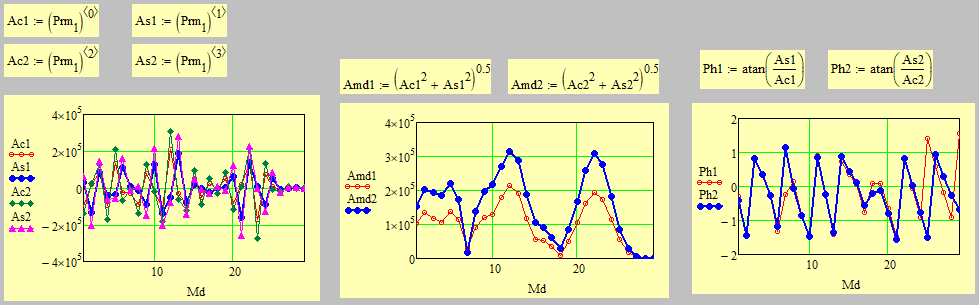 Ac1 := (Prm₁)^⟨0⟩ As1 := (Prm₁)^⟨1⟩
Ac2 := (Prm₁)^⟨2⟩ As2 := (Prm₁)^⟨3⟩
4×10⁵
2×10⁵
0
−2×10⁵
−4×10⁵
10 20
Md
Ac1
As1
Ac2
As2
Amd1 := (Ac1² + As1²)^0.5 Amd2 := (Ac2² + As2²)^0.5
4×10⁵
3×10⁵
2×10⁵
1×10⁵
0
10 20
Md
Amd1
Amd2
Ph1 := atan(As1/Ac1) Ph2 := atan(As2/Ac2)
2
1
0
−1
−2
10 20
Md
Ph1
Ph2